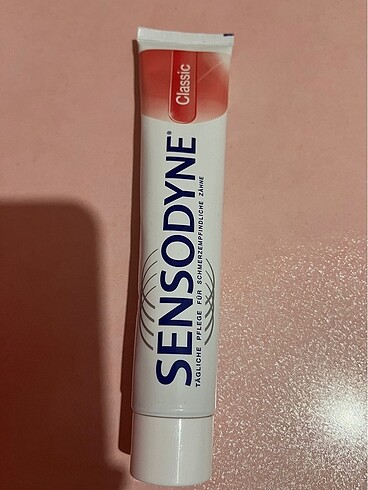 Classic
SENSODYNE®
TÄGLICHE PFLEGE FÜR SCHMERZEMPFINDLICHE ZÄHNE